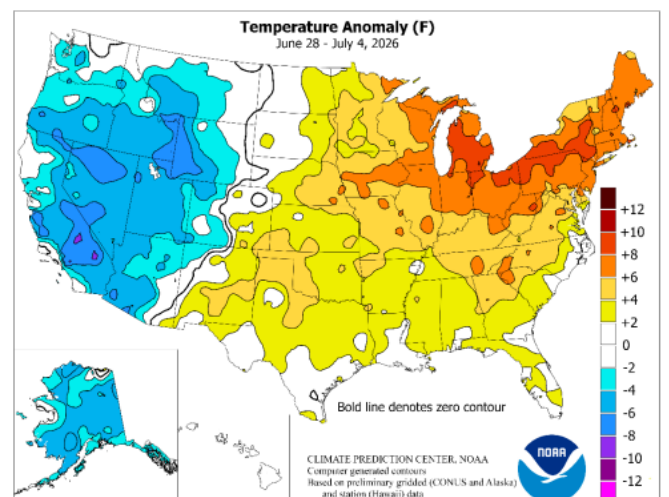 Temperature Anomaly (F)
June 28 - July 4, 2026
+12
+10
+8
+6
+4
+2
0
-2
-4
-6
-8
-10
-12
Bold line denotes zero contour
CLIMATE PREDICTION CENTER, NOAA
Computer generated contours
Based on preliminary gridded (CONUS and Alaska)
and station (Hawaii) data
NOAA